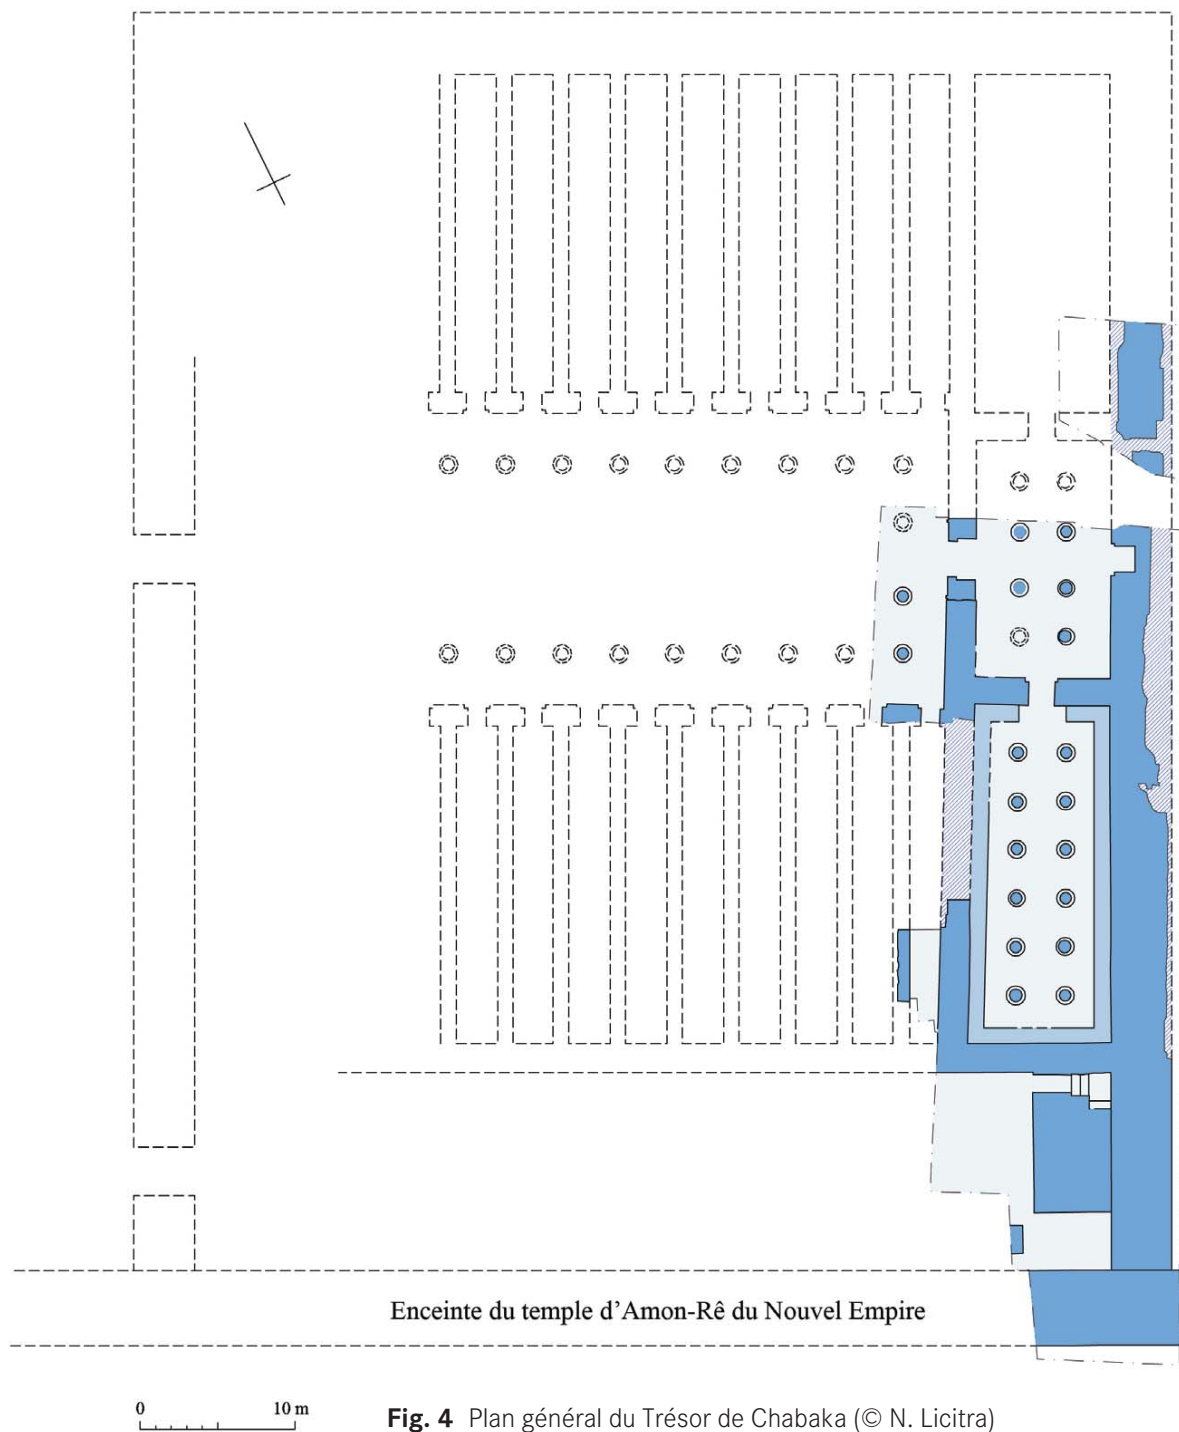 Enceinte du temple d’Amon-Rê du Nouvel Empire
0 10 m
Fig. 4 Plan général du Trésor de Chabaka (© N. Licitra)